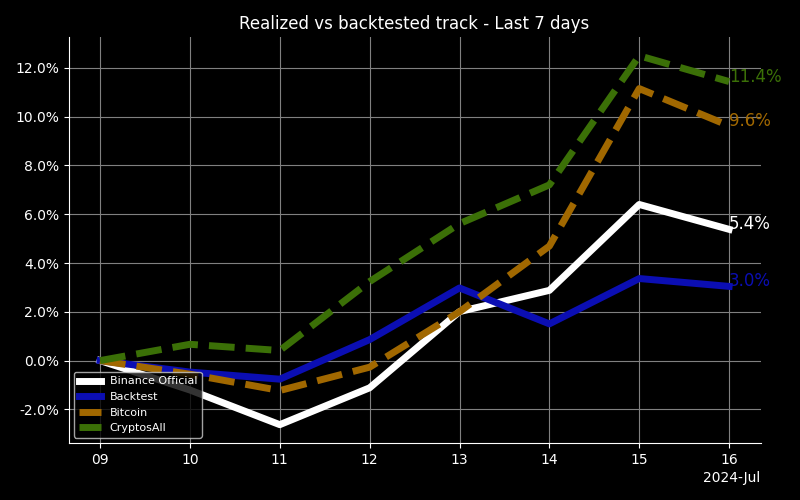 Realized vs backtested track - Last 7 days
12.0%
10.0%
8.0%
6.0%
4.0%
2.0%
0.0%
-2.0%
11.4%
9.6%
5.4%
3.0%
Binance Official
Backtest
Bitcoin
CryptosAll
09 10 11 12 13 14 15 16
2024-Jul